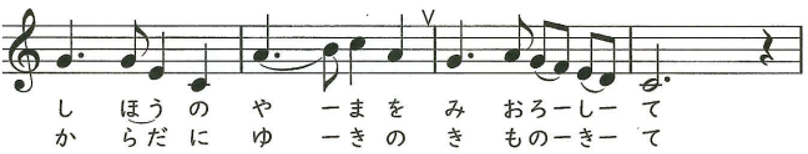 し ほう の や ーま を み おろーしー て
か らだ に ゆ ーき の き ものーきー て